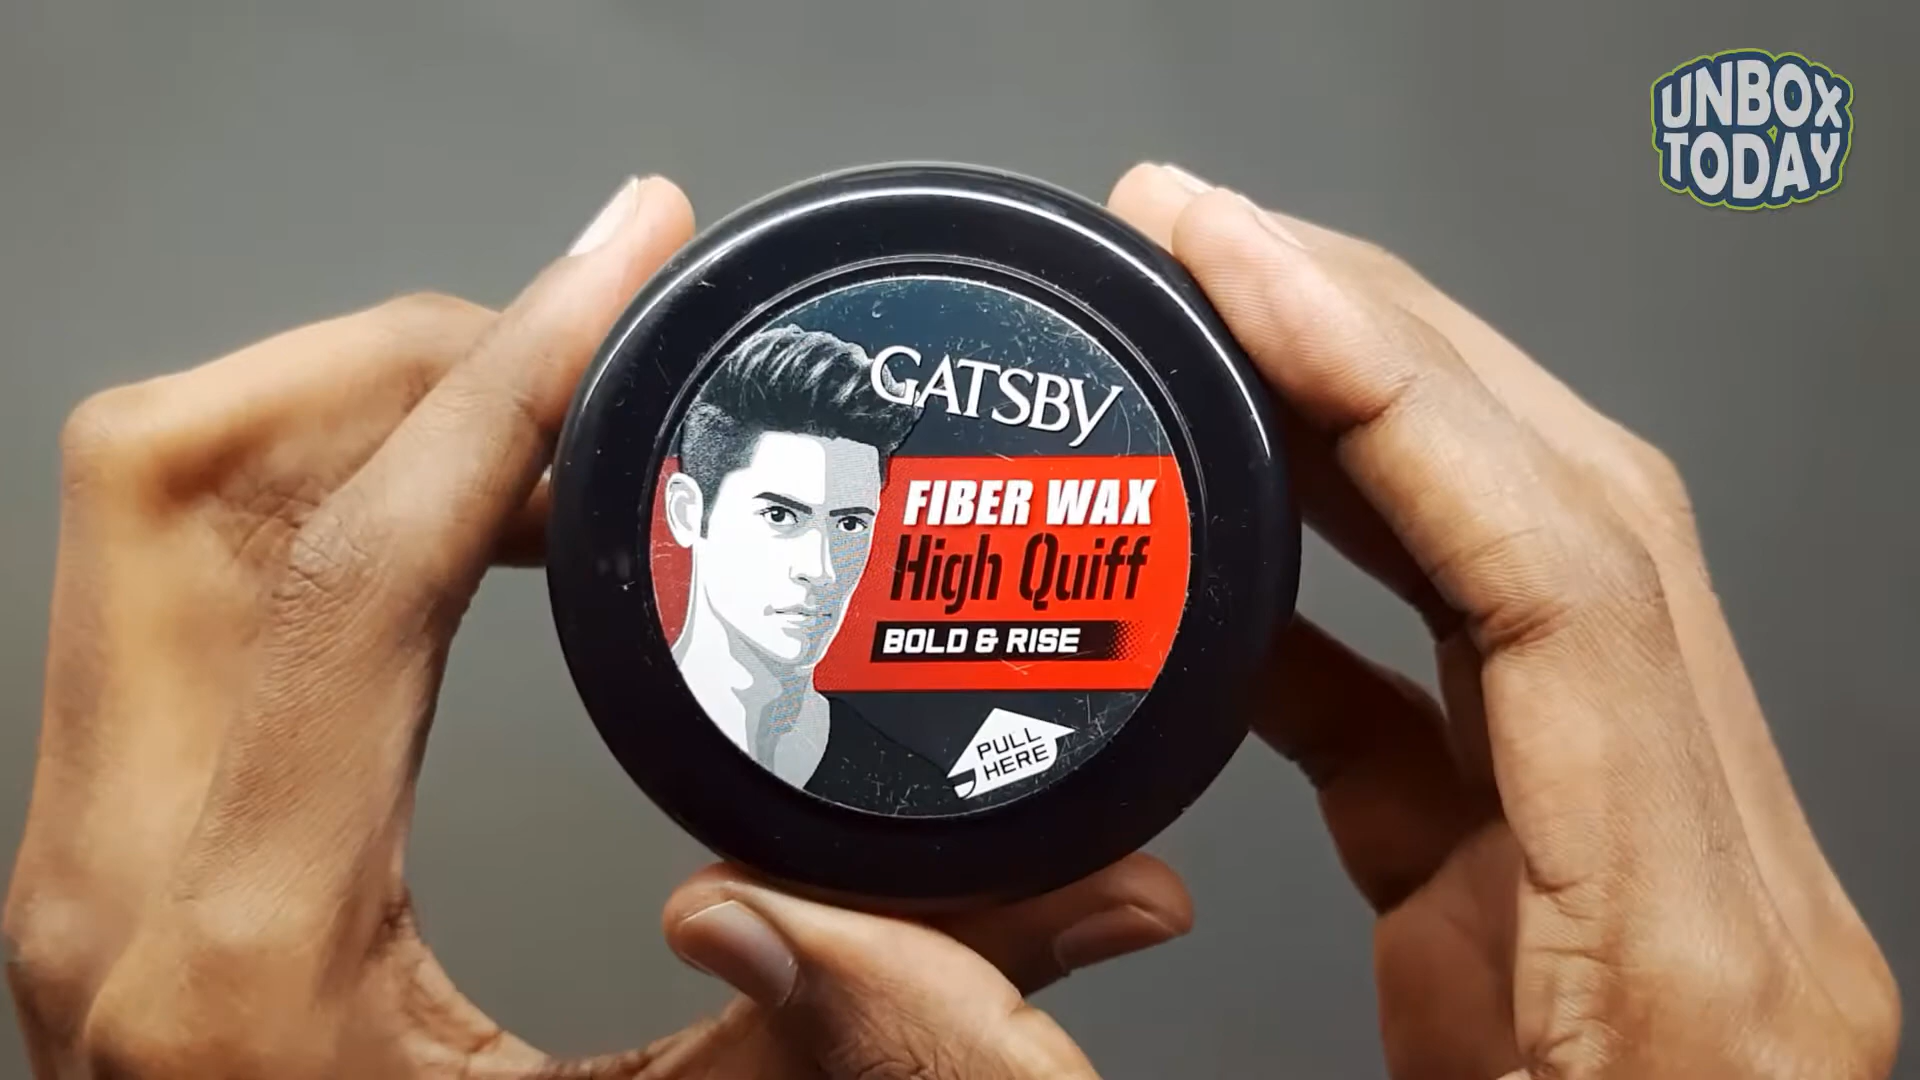 UNBOX
TODAY
GATSBY
FIBER WAX
High Quiff
BOLD & RISE
PULL
HERE